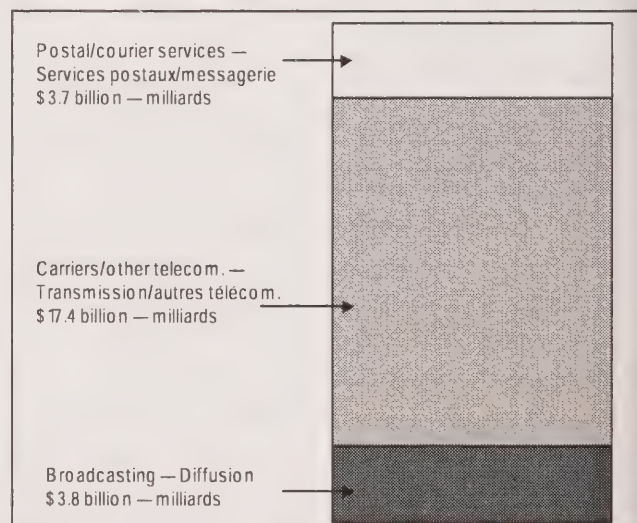 Postal/courier services —
Services postaux/messagerie
$3.7 billion — milliards
Carriers/other telecom. —
Transmission/autres télécom.
$17.4 billion — milliards
Broadcasting — Diffusion
$3.8 billion — milliards